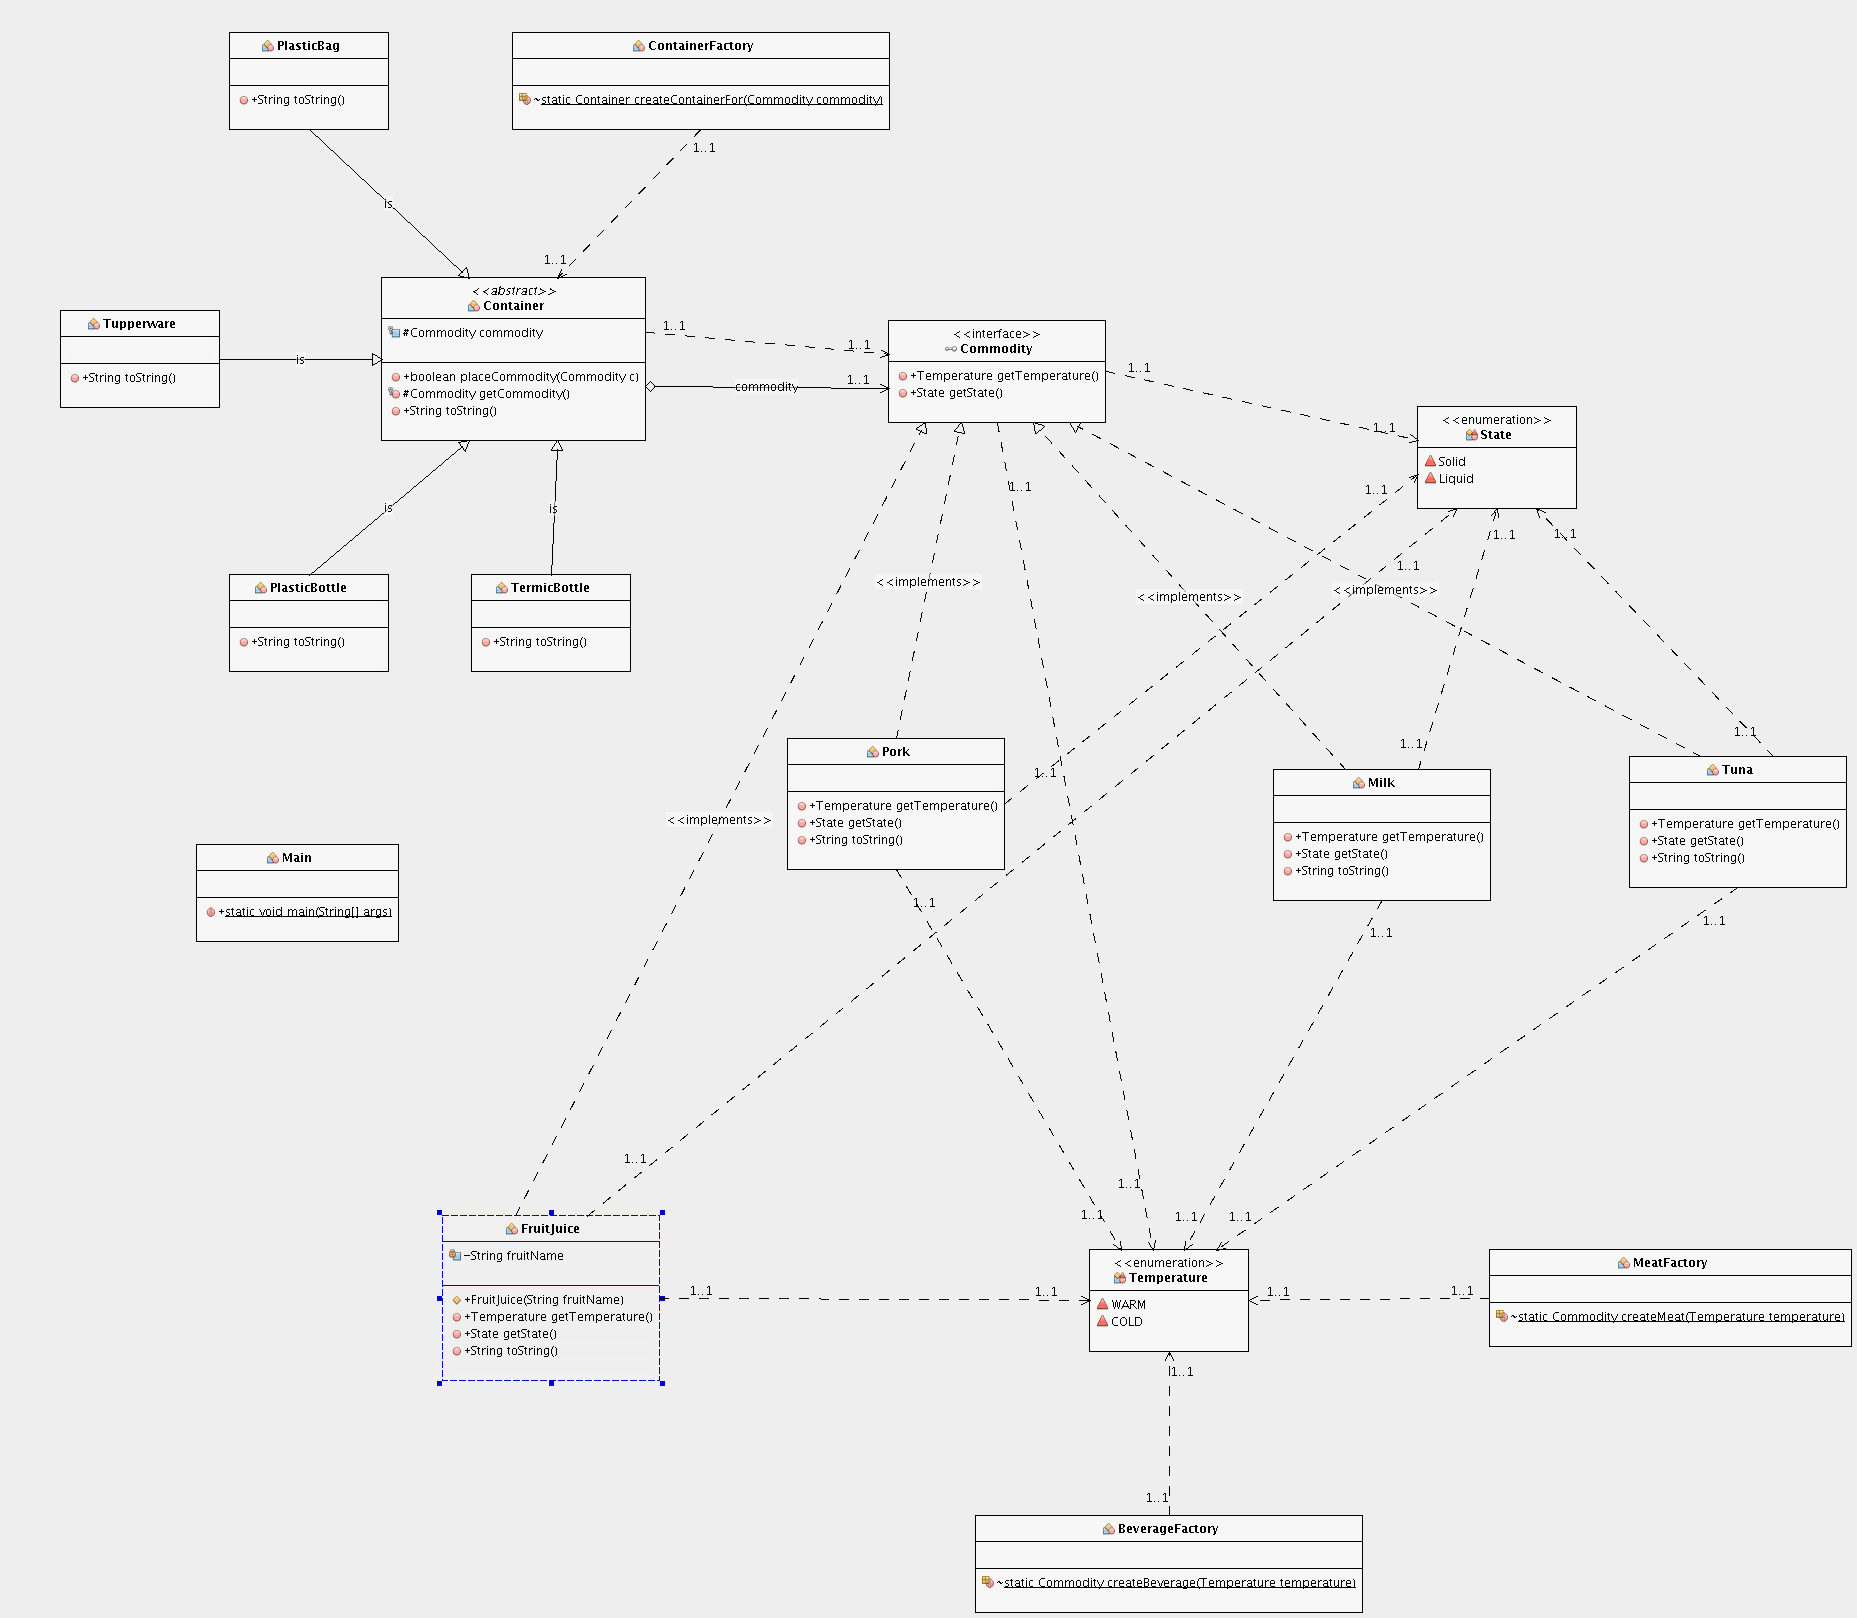 PlasticBag
+String toString()
ContainerFactory
~static Container createContainerFor(Commodity commodity)
1..1
is
1..1
<<abstract>>
Container
#Commodity commodity
+boolean placeCommodity(Commodity c)
#Commodity getCommodity()
+String toString()
Tupperware
+String toString()
is
1..1
1..1
commodity
1..1
<<interface>>
Commodity
+Temperature getTemperature()
+State getState()
1..1
1..1
<<enumeration>>
State
Solid
Liquid
is
is
1..1
1..1
1..1
1..1
1..1
PlasticBottle
+String toString()
TermicBottle
+String toString()
<<implements>>
<<implements>>
<<implements>>
<<implements>>
Pork
+Temperature getTemperature()
+State getState()
+String toString()
1..1
1..1
1..1
Milk
+Temperature getTemperature()
+State getState()
+String toString()
1..1
1..1
Tuna
+Temperature getTemperature()
+State getState()
+String toString()
1..1
Main
+static void main(String[] args)
1..1
1..1
1..1
1..1
1..1
1..1
FruitJuice
-String fruitName
+FruitJuice(String fruitName)
+Temperature getTemperature()
+State getState()
+String toString()
1..1
1..1
<<enumeration>>
Temperature
WARM
COLD
1..1
1..1
MeatFactory
~static Commodity createMeat(Temperature temperature)
1..1
1..1
BeverageFactory
~static Commodity createBeverage(Temperature temperature)